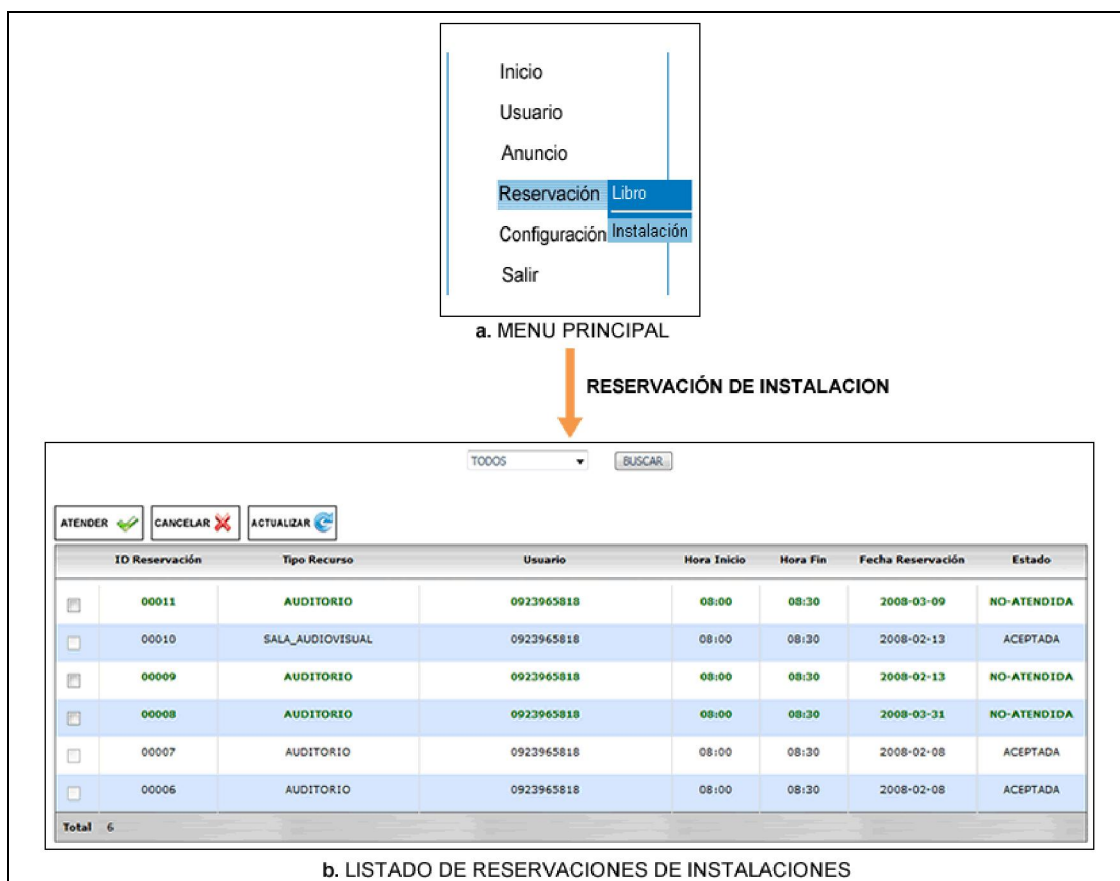 Inicio
Usuario
Anuncio
Reservación Libro
Configuración Instalación
Salir
a. MENU PRINCIPAL
RESERVACIÓN DE INSTALACION
TODOS BUSCAR
ATENDER CANCELAR ACTUALIZAR
ID Reservación Tipo Recurso Usuario Hora Inicio Hora Fin Fecha Reservación Estado
00011 AUDITORIO 0923965818 08:00 08:30 2008-03-09 NO-ATENDIDA
00010 SALA_AUDIOVISUAL 0923965818 08:00 08:30 2008-02-13 ACEPTADA
00009 AUDITORIO 0923965818 08:00 08:30 2008-02-13 NO-ATENDIDA
00008 AUDITORIO 0923965818 08:00 08:30 2008-03-31 NO-ATENDIDA
00007 AUDITORIO 0923965818 08:00 08:30 2008-02-08 ACEPTADA
00006 AUDITORIO 0923965818 08:00 08:30 2008-02-08 ACEPTADA
Total 6
b. LISTADO DE RESERVACIONES DE INSTALACIONES